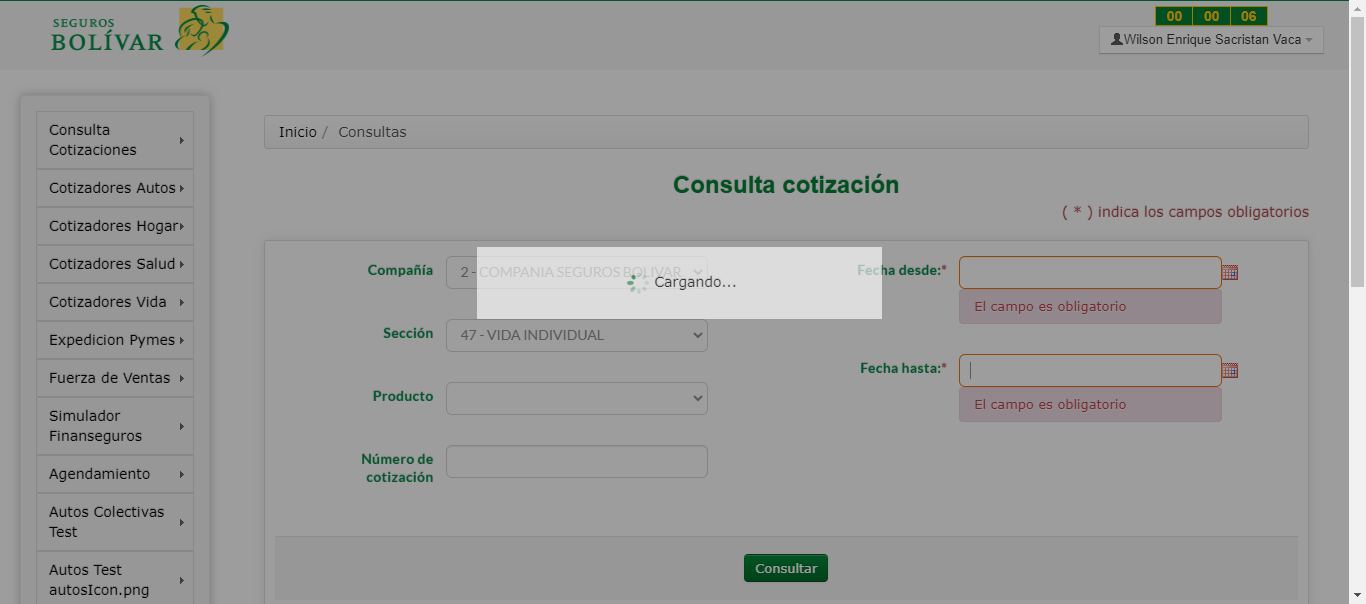 SEGUROS
BOLÍVAR
00 00 06
Wilson Enrique Sacristan Vaca
Inicio / Consultas
Consulta
Cotizaciones
Cotizadores Autos
Cotizadores Hogar
Cotizadores Salud
Cotizadores Vida
Expedicion Pymes
Fuerza de Ventas
Simulador
Finanseguros
Agendamiento
Autos Colectivas
Test
Autos Test
autosIcon.png
Consulta cotización
( * ) indica los campos obligatorios
Compañía
2 - COMPANIA SEGUROS BOLIVAR
Fecha desde:*
El campo es obligatorio
Cargando...
Sección
47 - VIDA INDIVIDUAL
Fecha hasta:*
El campo es obligatorio
Producto
Número de
cotización
Consultar